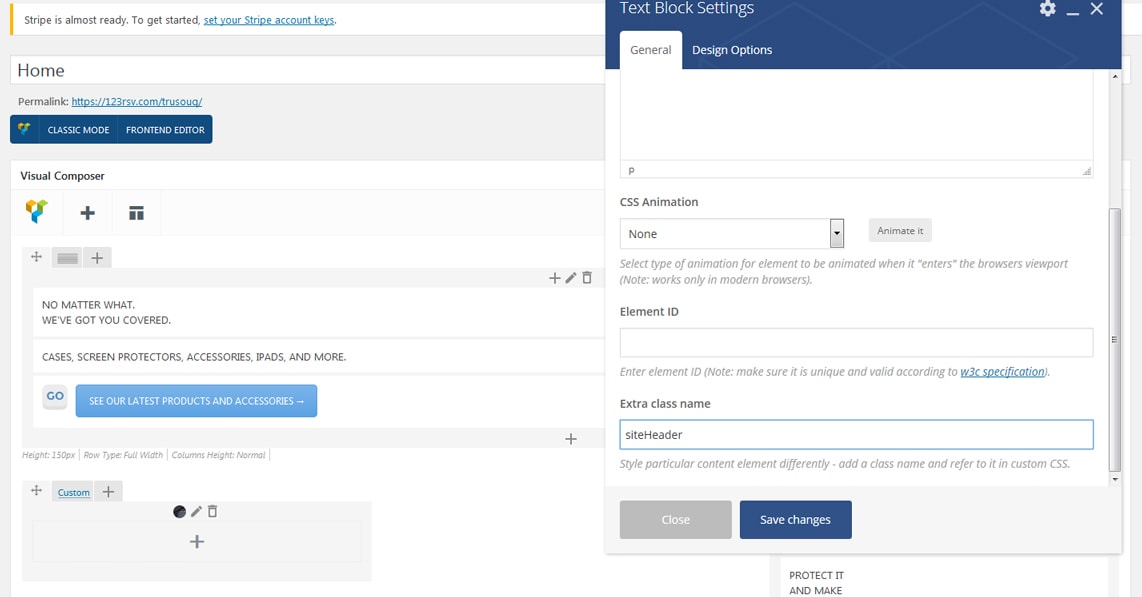 Stripe is almost ready. To get started, set your Stripe account keys.
Home
Permalink: https://123rsv.com/trusouq/
CLASSIC MODE FRONTEND EDITOR
Visual Composer
NO MATTER WHAT.
WE'VE GOT YOU COVERED.
CASES, SCREEN PROTECTORS, ACCESSORIES, IPADS, AND MORE.
GO SEE OUR LATEST PRODUCTS AND ACCESSORIES →
Height: 150px Row Type: Full Width Columns Height: Normal
Custom
PROTECT IT
AND MAKE
Text Block Settings
General Design Options
p
CSS Animation
None Animate it
Select type of animation for element to be animated when it "enters" the browsers viewport
(Note: works only in modern browsers).
Element ID
Enter element ID (Note: make sure it is unique and valid according to w3c specification).
Extra class name
siteHeader
Style particular content element differently - add a class name and refer to it in custom CSS.
Close Save changes